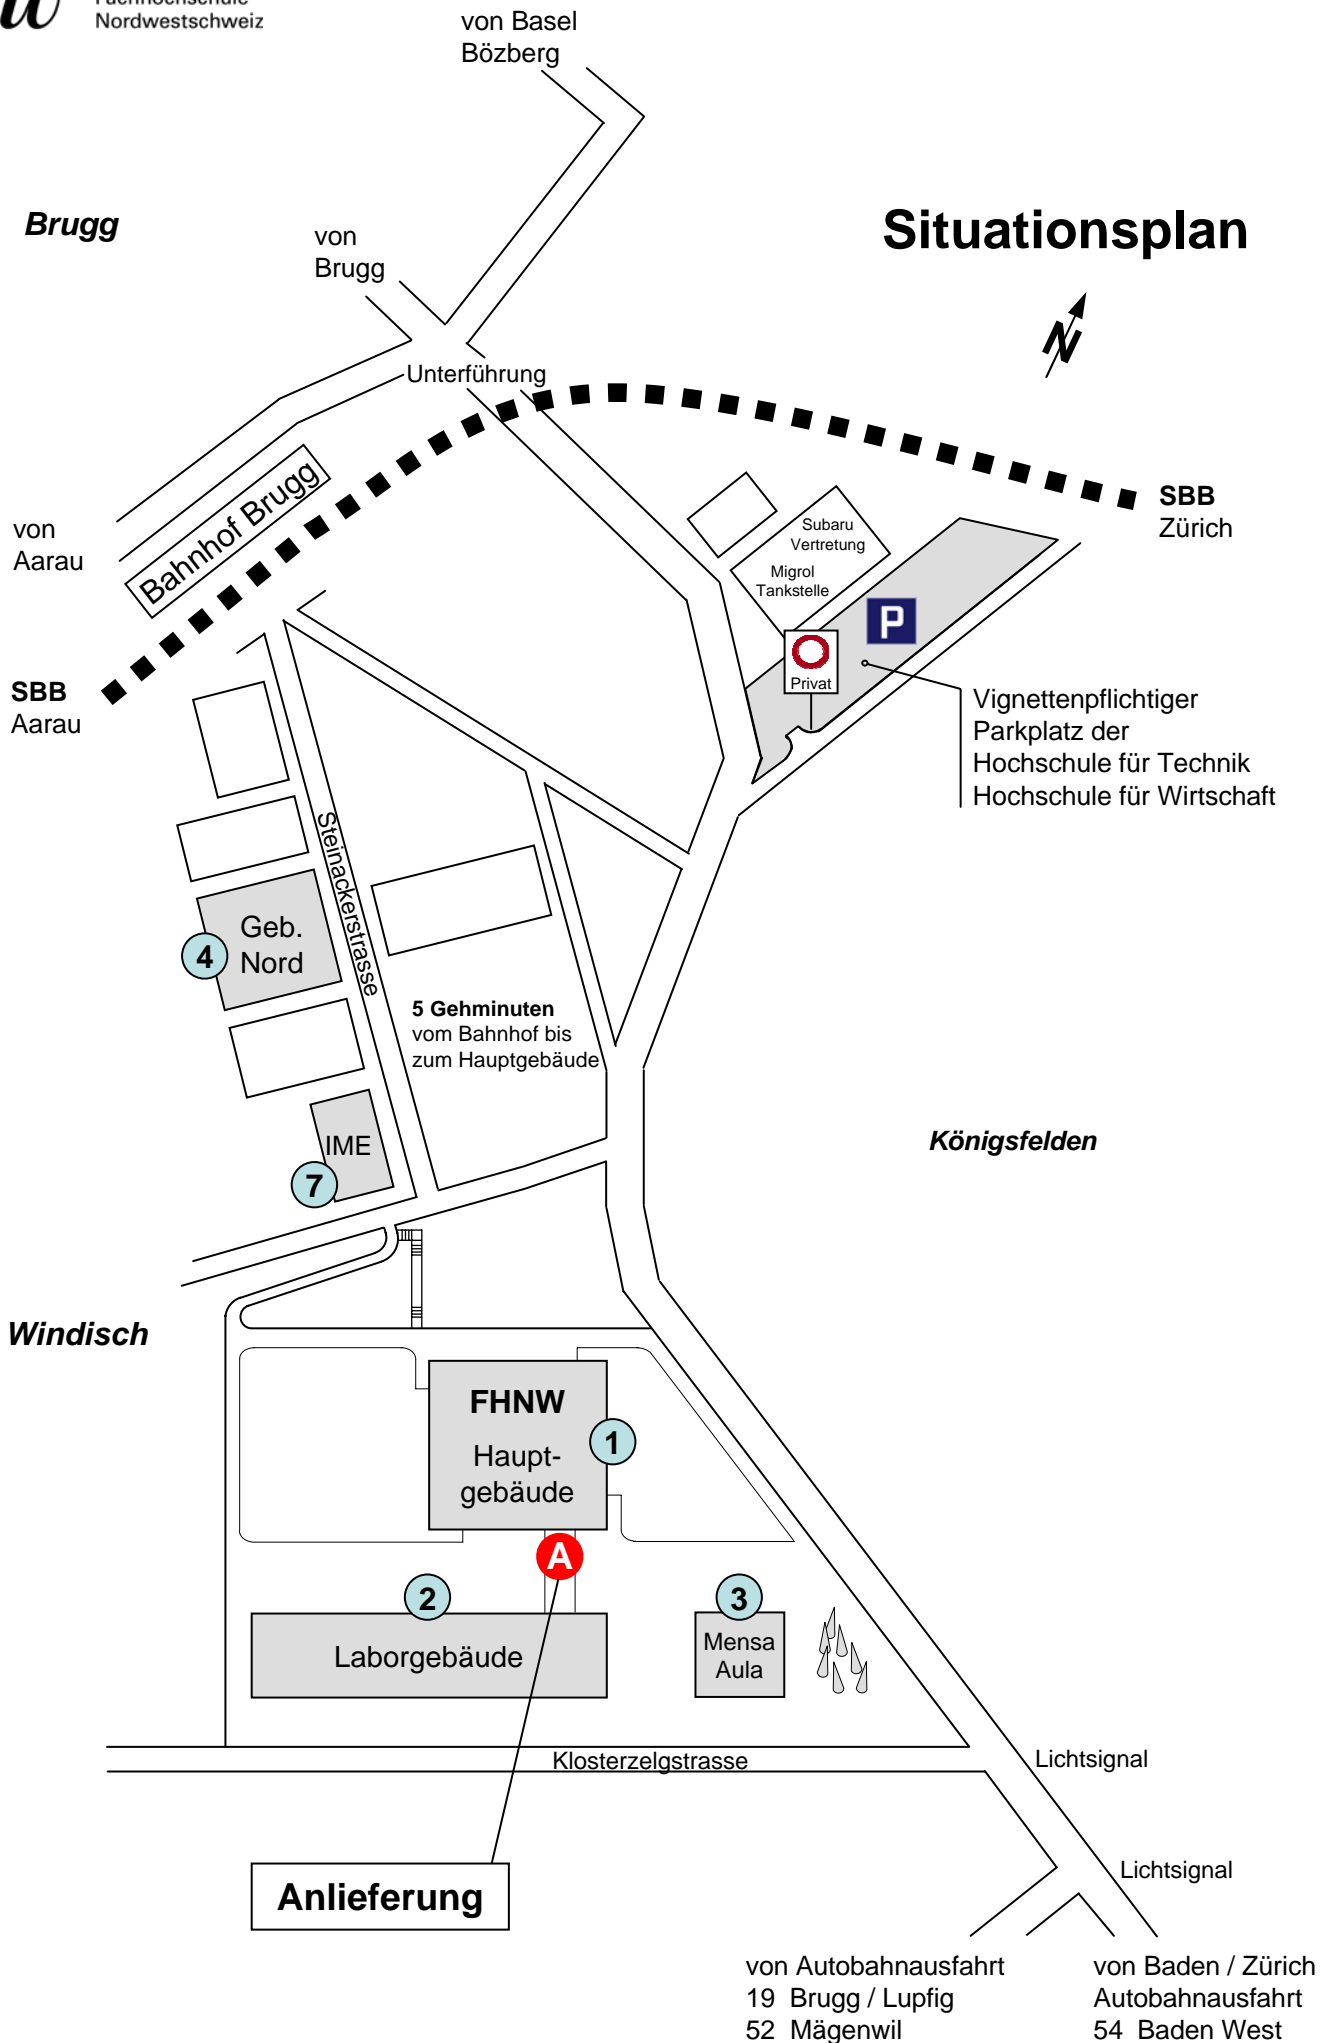 Fachhochschule
Nordwestschweiz
von Basel
Bözberg
Brugg
von
Brugg
Situationsplan
N
Unterführung
Bahnhof Brugg
von
Aarau
SBB
Zürich
Subaru
Vertretung
Migrol
Tankstelle
P
Privat
SBB
Aarau
Vignettenpflichtiger
Parkplatz der
Hochschule für Technik
Hochschule für Wirtschaft
Steinackerstrasse
Geb.
Nord
4
5 Gehminuten
vom Bahnhof bis
zum Hauptgebäude
IME
7
Königsfelden
Windisch
FHNW
Haupt-
gebäude
1
A
2
Laborgebäude
3
Mensa
Aula
Klosterzelgstrasse
Lichtsignal
Lichtsignal
Anlieferung
von Autobahnausfahrt
19 Brugg / Lupfig
52 Mägenwil
von Baden / Zürich
Autobahnausfahrt
54 Baden West